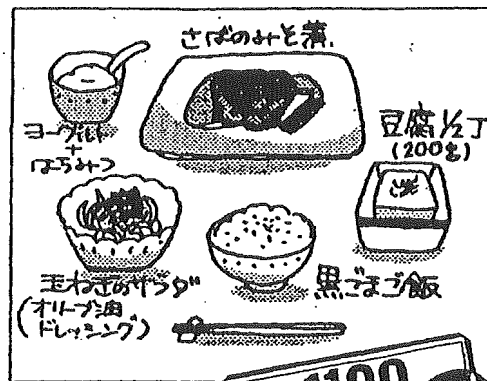 さばのみそ煮
ヨーグルト
+
はちみつ
豆腐1/2丁
(200g)
玉ねぎのサラダ
(オリーブ油
ドレッシング)
黒ごまご飯